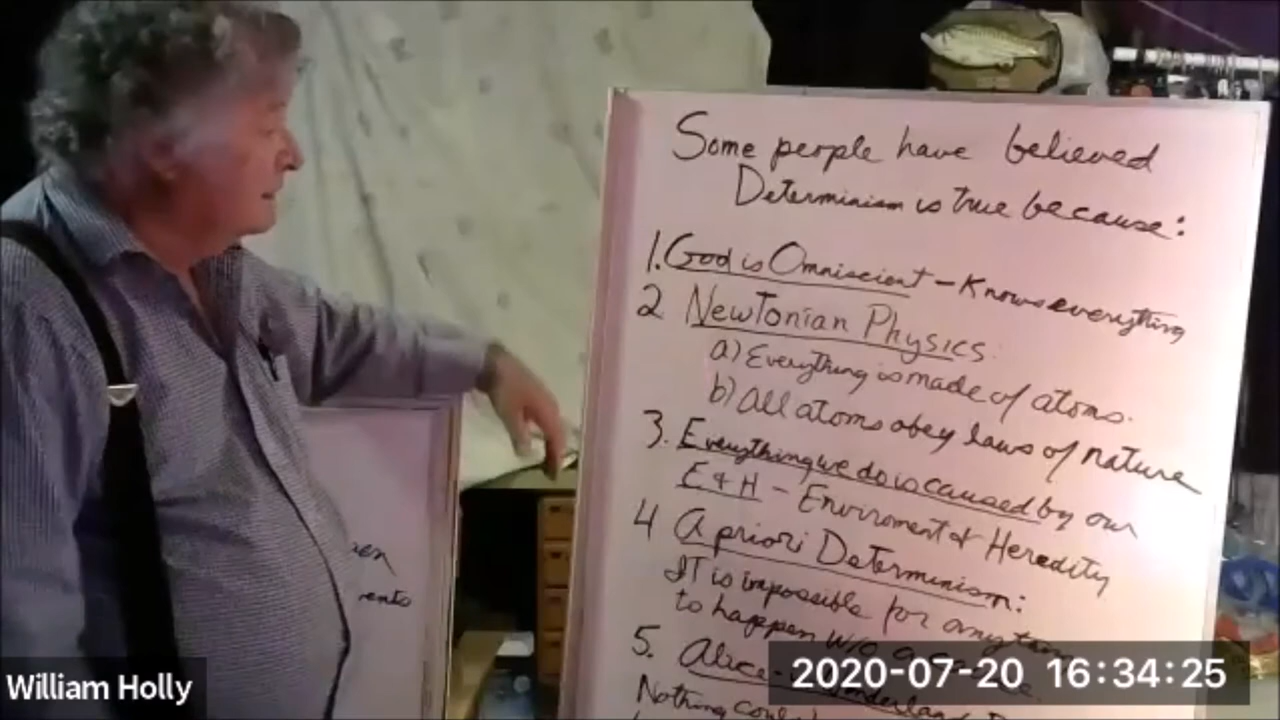 Some people have believed
Determinism is true because:
1. God is Omniscient - Knows everything
2 Newtonian Physics:
a) Everything is made of atoms.
b) All atoms obey laws of nature
3. Everything we do is caused by our
E & H - Enviroment & Heredity
4 A priori Determinism:
IT is impossible for
to happen W/O a
5. Alice-
Nothing
William Holly
2020-07-20 16:34:25